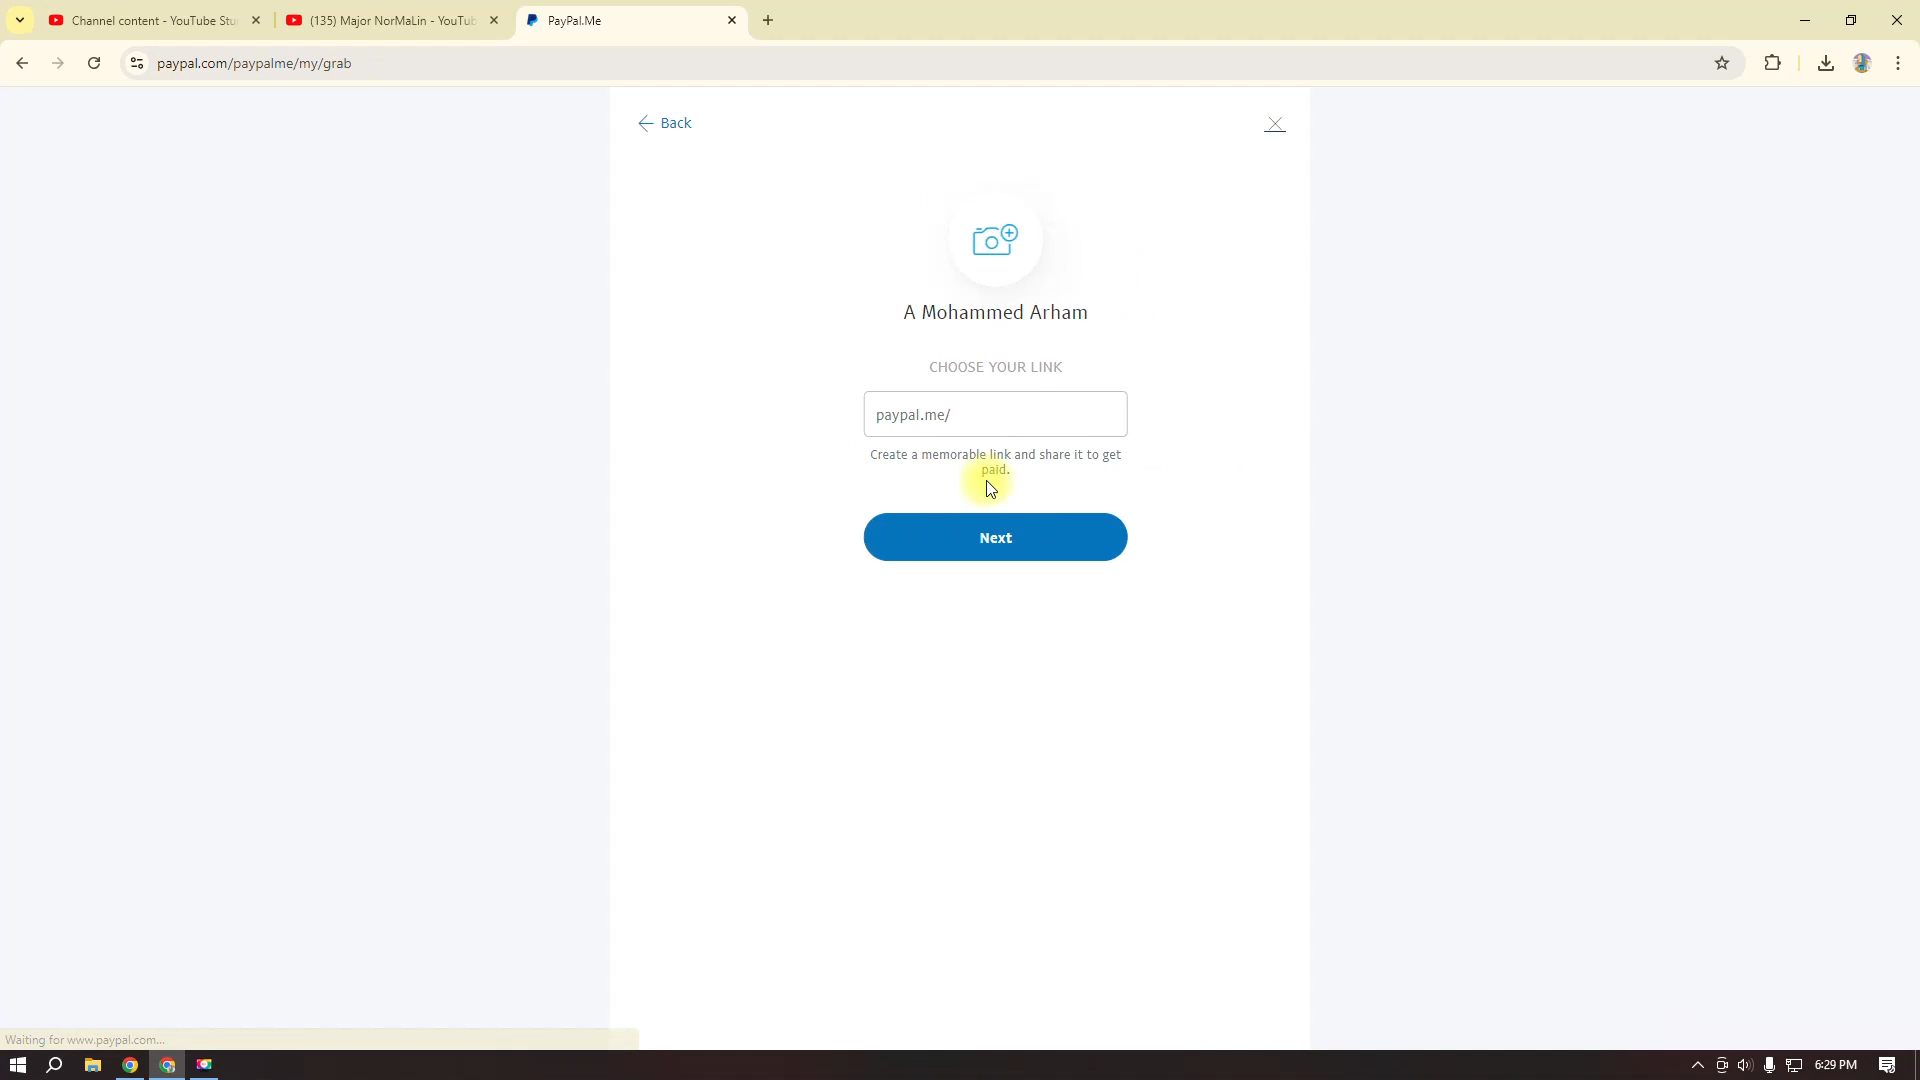 Channel content - YouTube Stu
(135) Major NorMaLin - YouTub
PayPal.Me
paypal.com/paypalme/my/grab
Back
A Mohammed Arham
CHOOSE YOUR LINK
paypal.me/
Create a memorable link and share it to get
paid.
Next
Waiting for www.paypal.com...
6:29 PM